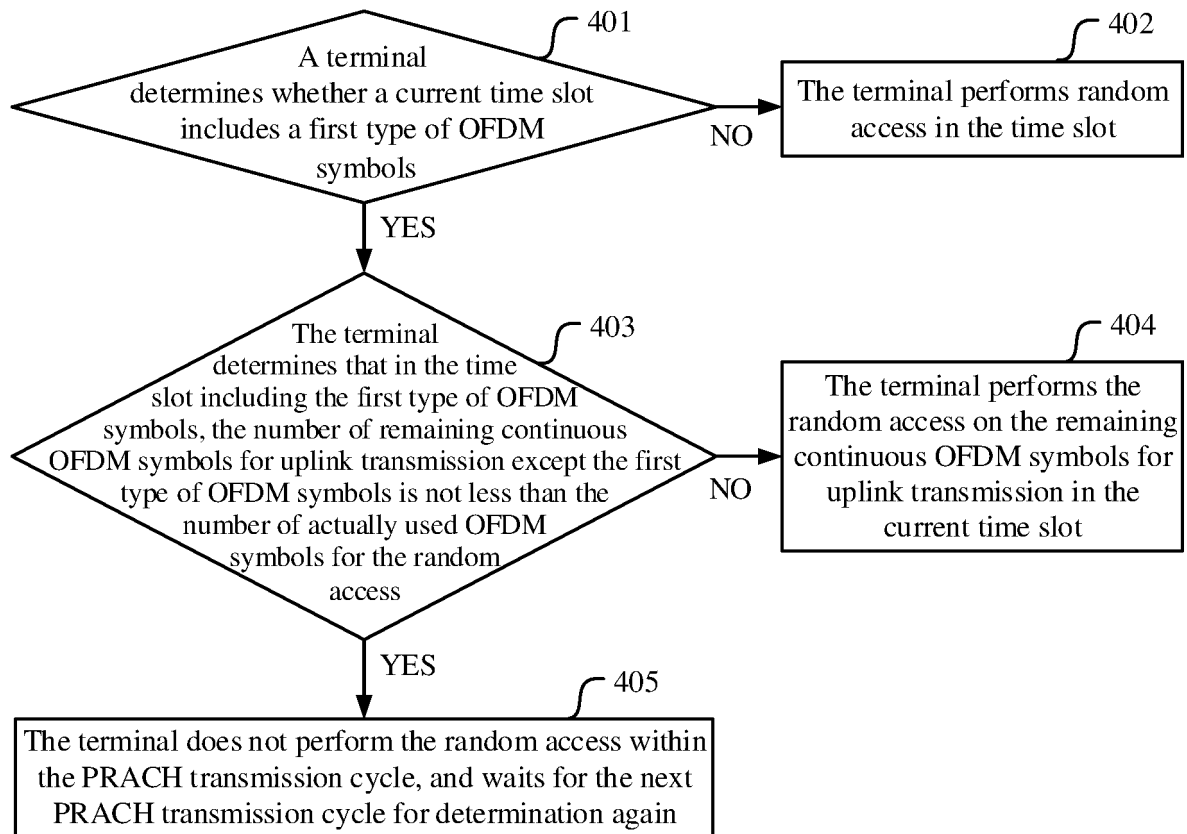 401
A terminal
determines whether a current time slot
includes a first type of OFDM
symbols
NO
402
The terminal performs random
access in the time slot
YES
403
The terminal
determines that in the time
slot including the first type of OFDM
symbols, the number of remaining continuous
OFDM symbols for uplink transmission except the first
type of OFDM symbols is not less than the
number of actually used OFDM
symbols for the random
access
NO
404
The terminal performs the
random access on the remaining
continuous OFDM symbols for
uplink transmission in the
current time slot
YES
405
The terminal does not perform the random access within
the PRACH transmission cycle, and waits for the next
PRACH transmission cycle for determination again